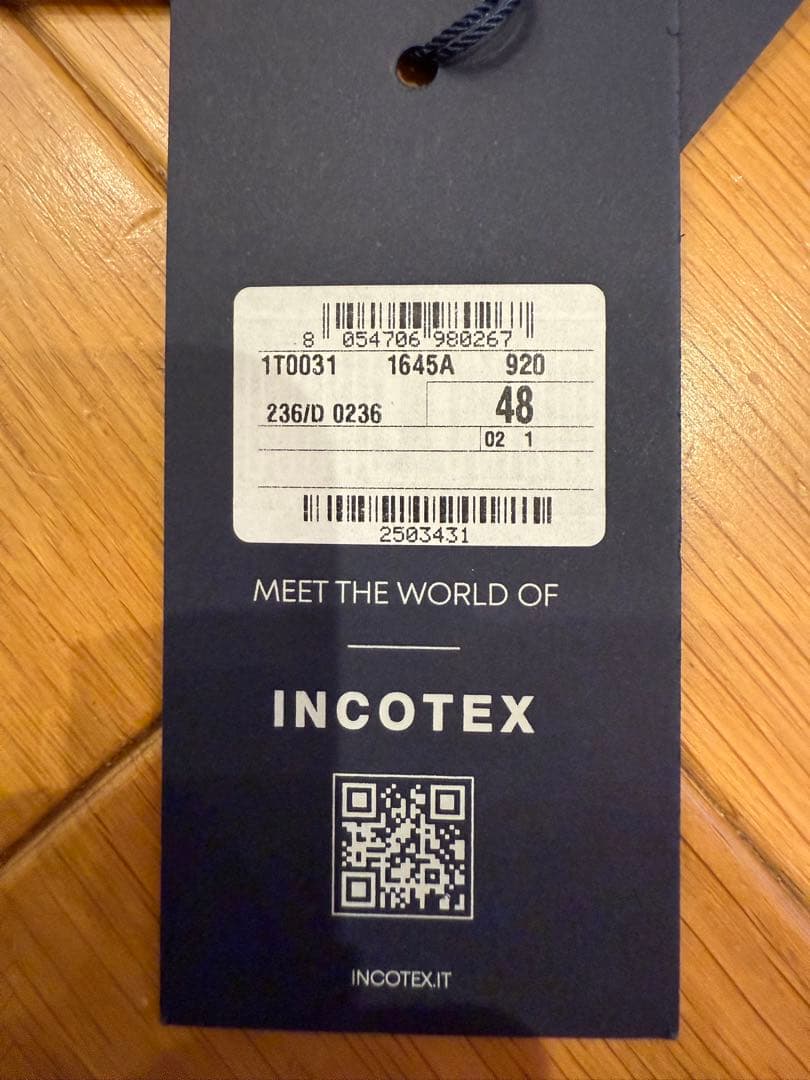 8 054706 980267
1T0031 1645A 920
236/D 0236 48
02 1
2503431
MEET THE WORLD OF
INCOTEX
INCOTEX.IT